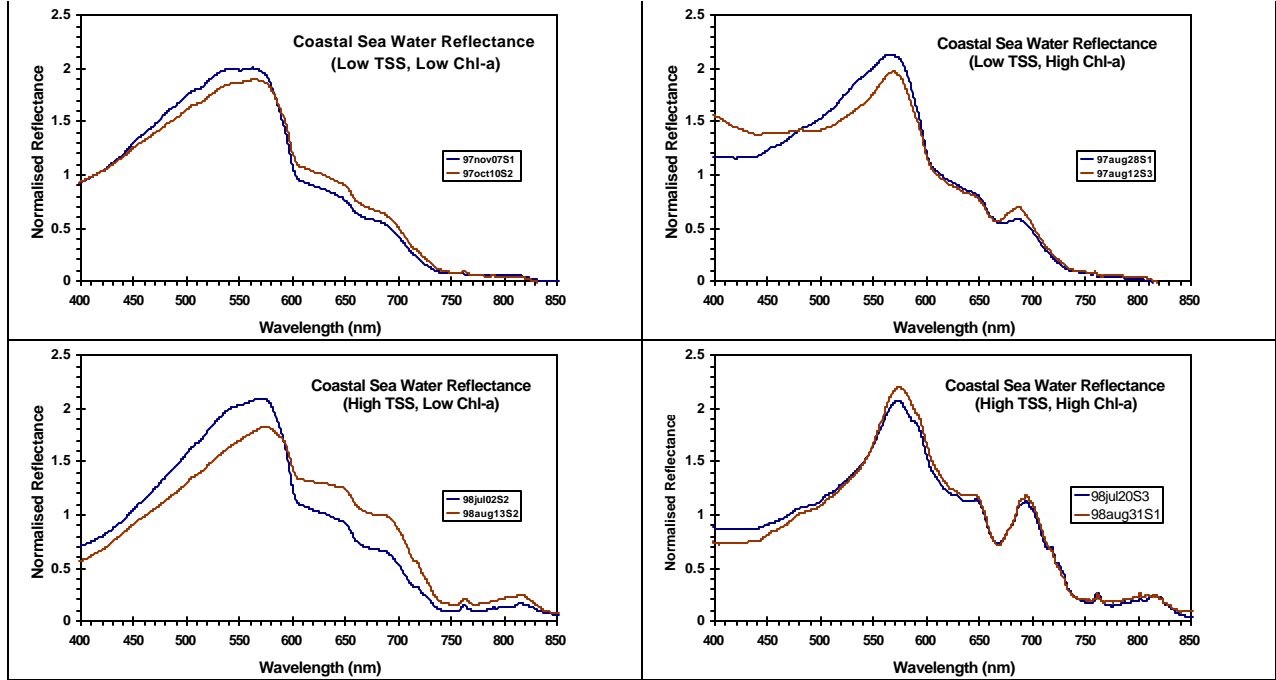 Coastal Sea Water Reflectance
(Low TSS, Low Chl-a)
Normalised Reflectance
2.5
2
1.5
1
0.5
0
97nov07S1
97oct10S2
400 450 500 550 600 650 700 750 800 850
Wavelength (nm)
Coastal Sea Water Reflectance
(Low TSS, High Chl-a)
Normalised Reflectance
2.5
2
1.5
1
0.5
0
97aug28S1
97aug12S3
400 450 500 550 600 650 700 750 800 850
Wavelength (nm)
Coastal Sea Water Reflectance
(High TSS, Low Chl-a)
Normalised Reflectance
2.5
2
1.5
1
0.5
0
98jul02S2
98aug13S2
400 450 500 550 600 650 700 750 800 850
Wavelength (nm)
Coastal Sea Water Reflectance
(High TSS, High Chl-a)
Normalised Reflectance
2.5
2
1.5
1
0.5
0
98jul20S3
98aug31S1
400 450 500 550 600 650 700 750 800 850
Wavelength (nm)